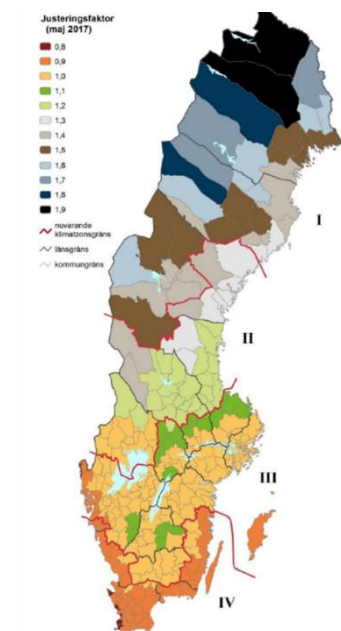 Justeringsfaktor
(maj 2017)
0,8
0,9
1,0
1,1
1,2
1,3
1,4
1,5
1,6
1,7
1,8
1,9
nuvarande
klimatzonsgräns
länsgräns
kommungräns
I
II
III
IV